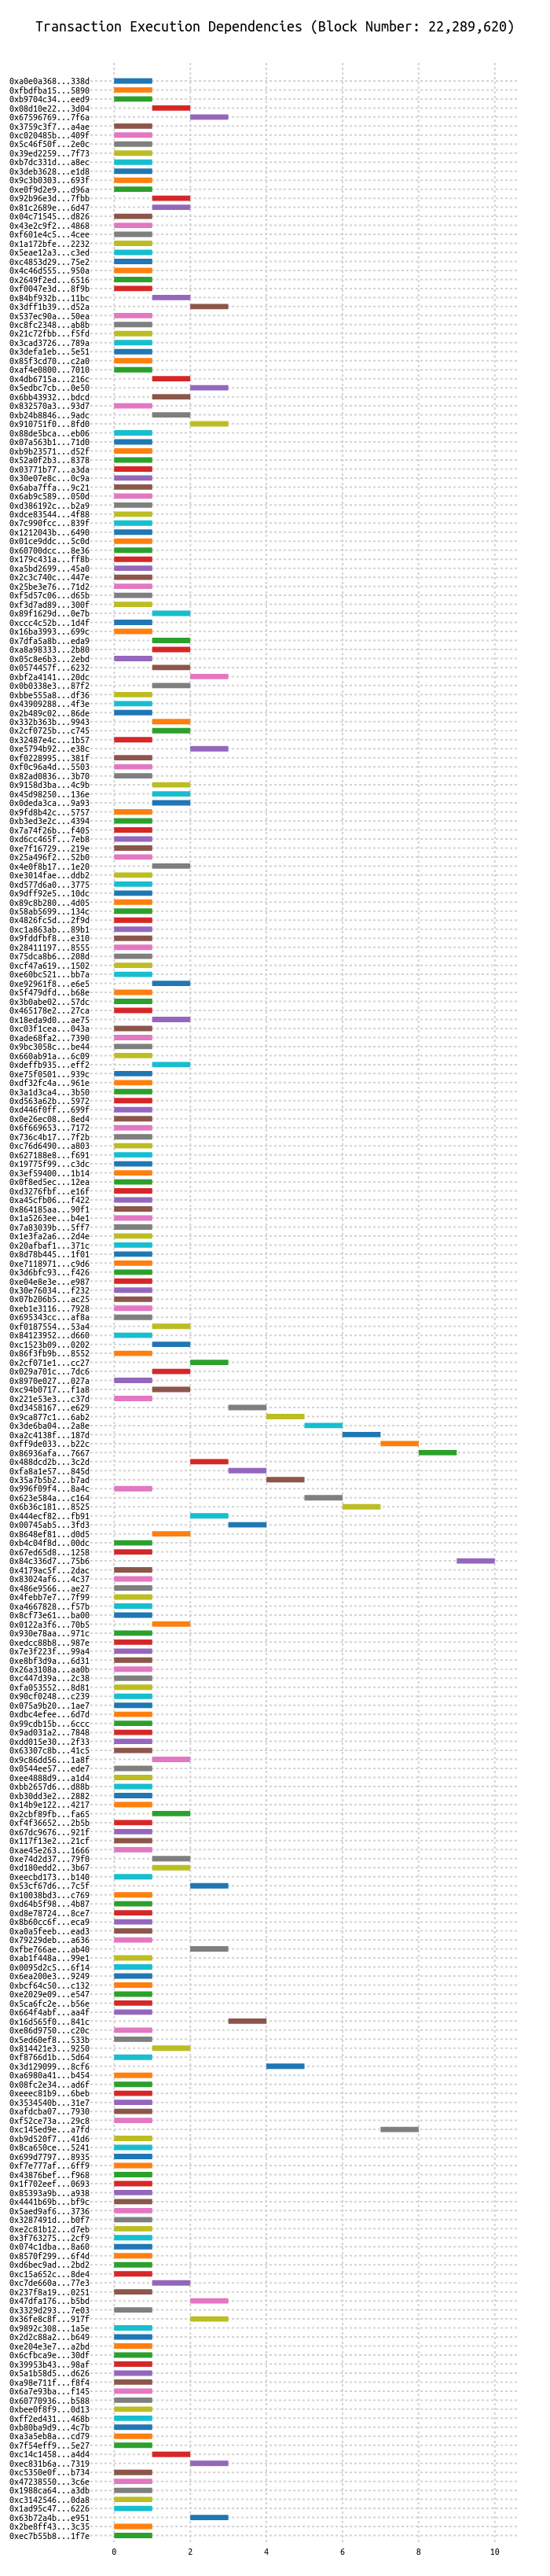 Transaction Execution Dependencies (Block Number: 22,289,620)
0xa0e0a368...338d
0xfbdfba15...5890
0xb9704c34...eed9
0x08d10e22...3d04
0x67596769...7f6a
0x3759c3f7...a4ae
0xc020485b...409f
0x5c46f50f...2e0c
0x39ed2259...7f73
0xb7dc331d...a8ec
0x3deb3628...e1d8
0x9c3b0303...693f
0xe0f9d2e9...d96a
0x92b96e3d...7fbb
0x81c2689e...6d47
0x04c71545...d826
0x43e2c9f2...4868
0xf601e4c5...4cee
0x1a172bfe...2232
0x5eae12a3...c3ed
0xc4853d29...75e2
0x4c46d555...950a
0x2649f2ed...6516
0xf0047e3d...8f9b
0x84bf932b...11bc
0x3dff1b39...d52a
0x537ec90a...50ea
0xc8fc2348...ab8b
0x21c72fbb...f5fd
0x3cad3726...789a
0x3defa1eb...5e51
0x85f3cd70...c2a0
0xaf4e0800...7010
0x4db6715a...216c
0x5edbc7cb...0e50
0x6bb43932...bdcd
0x832570a3...93d7
0xb24b8846...9adc
0x910751f0...8fd0
0x88de5bca...eb06
0x07a563b1...71d0
0xb9b23571...d52f
0x52a0f2b3...8378
0x03771b77...a3da
0x30e07e8c...0c9a
0x6aba7ffa...9c21
0x6ab9c589...050d
0xd386192c...b2a9
0xdce83544...4f88
0x7c990fcc...839f
0x1212043b...6490
0x01ce9ddc...5c0d
0x60700dcc...8e36
0x179c431a...ff8b
0xa5bd2699...45a0
0x2c3c740c...447e
0x25be3e76...71d2
0xf5d57c06...d65b
0xf3d7ad89...300f
0x89f1629d...0e7b
0xccc4c52b...1d4f
0x16ba3993...699c
0x7dfa5a8b...eda9
0xa8a98333...2b80
0x05c8e6b3...2ebd
0x0574457f...6232
0xbf2a4141...20dc
0x0b0338e3...87f2
0xbbe555a8...df36
0x43909288...4f3e
0x2b489c02...86de
0x332b363b...9943
0x2cf0725b...c745
0x32487e4c...1b57
0xe5794b92...e38c
0xf0228995...381f
0xf0c96a4d...5503
0x82ad0836...3b70
0x9158d3ba...4c9b
0x45d98250...136e
0x0deda3ca...9a93
0x9fd8b42c...5757
0xb3ed3e2c...4394
0x7a74f26b...f405
0xd6cc465f...7eb8
0xe7f16729...219e
0x25a496f2...52b0
0x4e0f8b17...1e20
0xe3014fae...ddb2
0xd577d6a0...3775
0x9dff92e5...10dc
0x89c8b280...4d05
0x58ab5699...134c
0x4826fc5d...2f9d
0xc1a863ab...89b1
0x9fddfbf8...e310
0x28411197...8555
0x75dca8b6...208d
0xcf47a619...1502
0xe60bc521...bb7a
0xe92961f8...e6e5
0x5f479dfd...b68e
0x3b0abe02...57dc
0x465178e2...27ca
0x18eda9d0...ae75
0xc03f1cea...043a
0xade68fa2...7390
0x9bc3058c...be44
0x660ab91a...6c09
0xdeffb935...eff2
0xe75f0501...939c
0xdf32fc4a...961e
0x3a1d3ca4...3b50
0xd563a62b...5972
0xd446f0ff...699f
0x0e26ec08...8ed4
0x6f669653...7172
0x736c4b17...7f2b
0xc76d6490...a803
0x627188e8...f691
0x19775f99...c3dc
0x3ef59400...1b14
0x0f8ed5ec...12ea
0xd3276fbf...e16f
0xa45cfb06...f422
0x864185aa...90f1
0x1a5263ee...b4e1
0x7a83039b...5ff7
0x1e3fa2a6...2d4e
0x20afbaf1...371c
0x8d78b445...1f01
0xe7118971...c9d6
0x3d6bfc93...f426
0xe04e8e3e...e987
0x30e76034...f232
0x07b206b5...ac25
0xeb1e3116...7928
0x695343cc...af8a
0xf0187554...53a4
0x84123952...d660
0xc1523b09...0202
0x86f3fb9b...8552
0x2cf071e1...cc27
0x029a701c...7dc6
0x8970e027...027a
0xc94b0717...f1a8
0x221e53e3...c37d
0xd3458167...e629
0x9ca877c1...6ab2
0x3de6ba04...2a8e
0xa2c4138f...187d
0xff9de033...b22c
0x86936afa...7667
0x488dcd2b...3c2d
0xfa8a1e57...845d
0x35a7b5b2...b7ad
0x996f09f4...8a4c
0x623e584a...c164
0x6b36c181...8525
0x444ecf82...fb91
0x00745ab5...3fd3
0x8648ef81...d0d5
0xb4c04f8d...00dc
0x67ed65d8...1258
0x84c336d7...75b6
0x4179ac5f...2dac
0x83024af6...4c37
0x486e9566...ae27
0x4febb7e7...7f99
0xa4667828...f57b
0x8cf73e61...ba00
0x0122a3f6...70b5
0x930e78aa...971c
0xedcc88b8...987e
0x7e3f223f...99a4
0xe8bf3d9a...6d31
0x26a3108a...aa0b
0xc447d39a...2c38
0xfa053552...8d81
0x90cf0248...c239
0x075a9b20...1ae7
0xdbc4efee...6d7d
0x99cdb15b...6ccc
0x9ad031a2...7848
0xdd015e30...2f33
0x63307c8b...41c5
0x9c86dd56...1a8f
0x0544ee57...ede7
0xee4888d9...a1d4
0xbb2657d6...d88b
0xb30dd3e2...2882
0x14b9e122...4217
0x2cbf89fb...fa65
0xf4f36652...2b5b
0x67dc9676...921f
0x117f13e2...21cf
0xae45e263...1666
0xe74d2d37...79f0
0xd180edd2...3b67
0xeecbd173...b140
0x53cf67d6...7c5f
0x10038bd3...c769
0xd64b5f98...4b87
0xd8e78724...8ce7
0x8b60cc6f...eca9
0xa0a5feeb...ead3
0x79229deb...a636
0xfbe766ae...ab40
0xab1f448a...99e1
0x0095d2c5...6f14
0x6ea200e3...9249
0xbcf64c50...c132
0xe2029e09...e547
0x5ca6fc2e...b56e
0x664f4abf...aa4f
0x16d565f0...841c
0xe86d9750...c20c
0x5ed60ef8...533b
0x814421e3...9250
0xf8766d1b...5d64
0x3d129099...8cf6
0xa6980a41...b454
0x08fc2e34...ad6f
0xeeec81b9...6beb
0x3534540b...31e7
0xafdcba07...7930
0xf52ce73a...29c8
0xc145ed9e...a7fd
0xb9d520f7...41d6
0x8ca650ce...5241
0x699d7797...8935
0xf7e777af...6ff9
0x43876bef...f968
0x1f702eef...0693
0x85393a9b...a938
0x4441b69b...bf9c
0x5aed9af6...3736
0x3287491d...b0f7
0xe2c81b12...d7eb
0x3f763275...2cf9
0x074c1dba...8a60
0x8570f299...6f4d
0xd6bec9ad...2bd2
0xc15a652c...8de4
0xc7de660a...77e3
0x237f8a19...0251
0x47dfa176...b5bd
0x3329d293...7e03
0x36fe8c8f...917f
0x9892c308...1a5e
0x2d2c88a2...b649
0xe204e3e7...a2bd
0x6cfbca9e...30df
0x39953b43...98af
0x5a1b58d5...d626
0xa98e711f...f8f4
0x6a7e93ba...f145
0x60770936...b588
0xbee0f8f9...0d13
0xff2ed431...468b
0xb80ba9d9...4c7b
0xa3a5eb8a...cd79
0x7f54eff9...5e27
0xc14c1458...a4d4
0xec831b6a...7319
0xc5350e0f...b734
0x47238550...3c6e
0x1988ca64...a3db
0xc3142546...0da8
0x1ad95c47...6226
0x63b72a4b...e951
0x2be8ff43...3c35
0xec7b55b8...1f7e
0 2 4 6 8 10